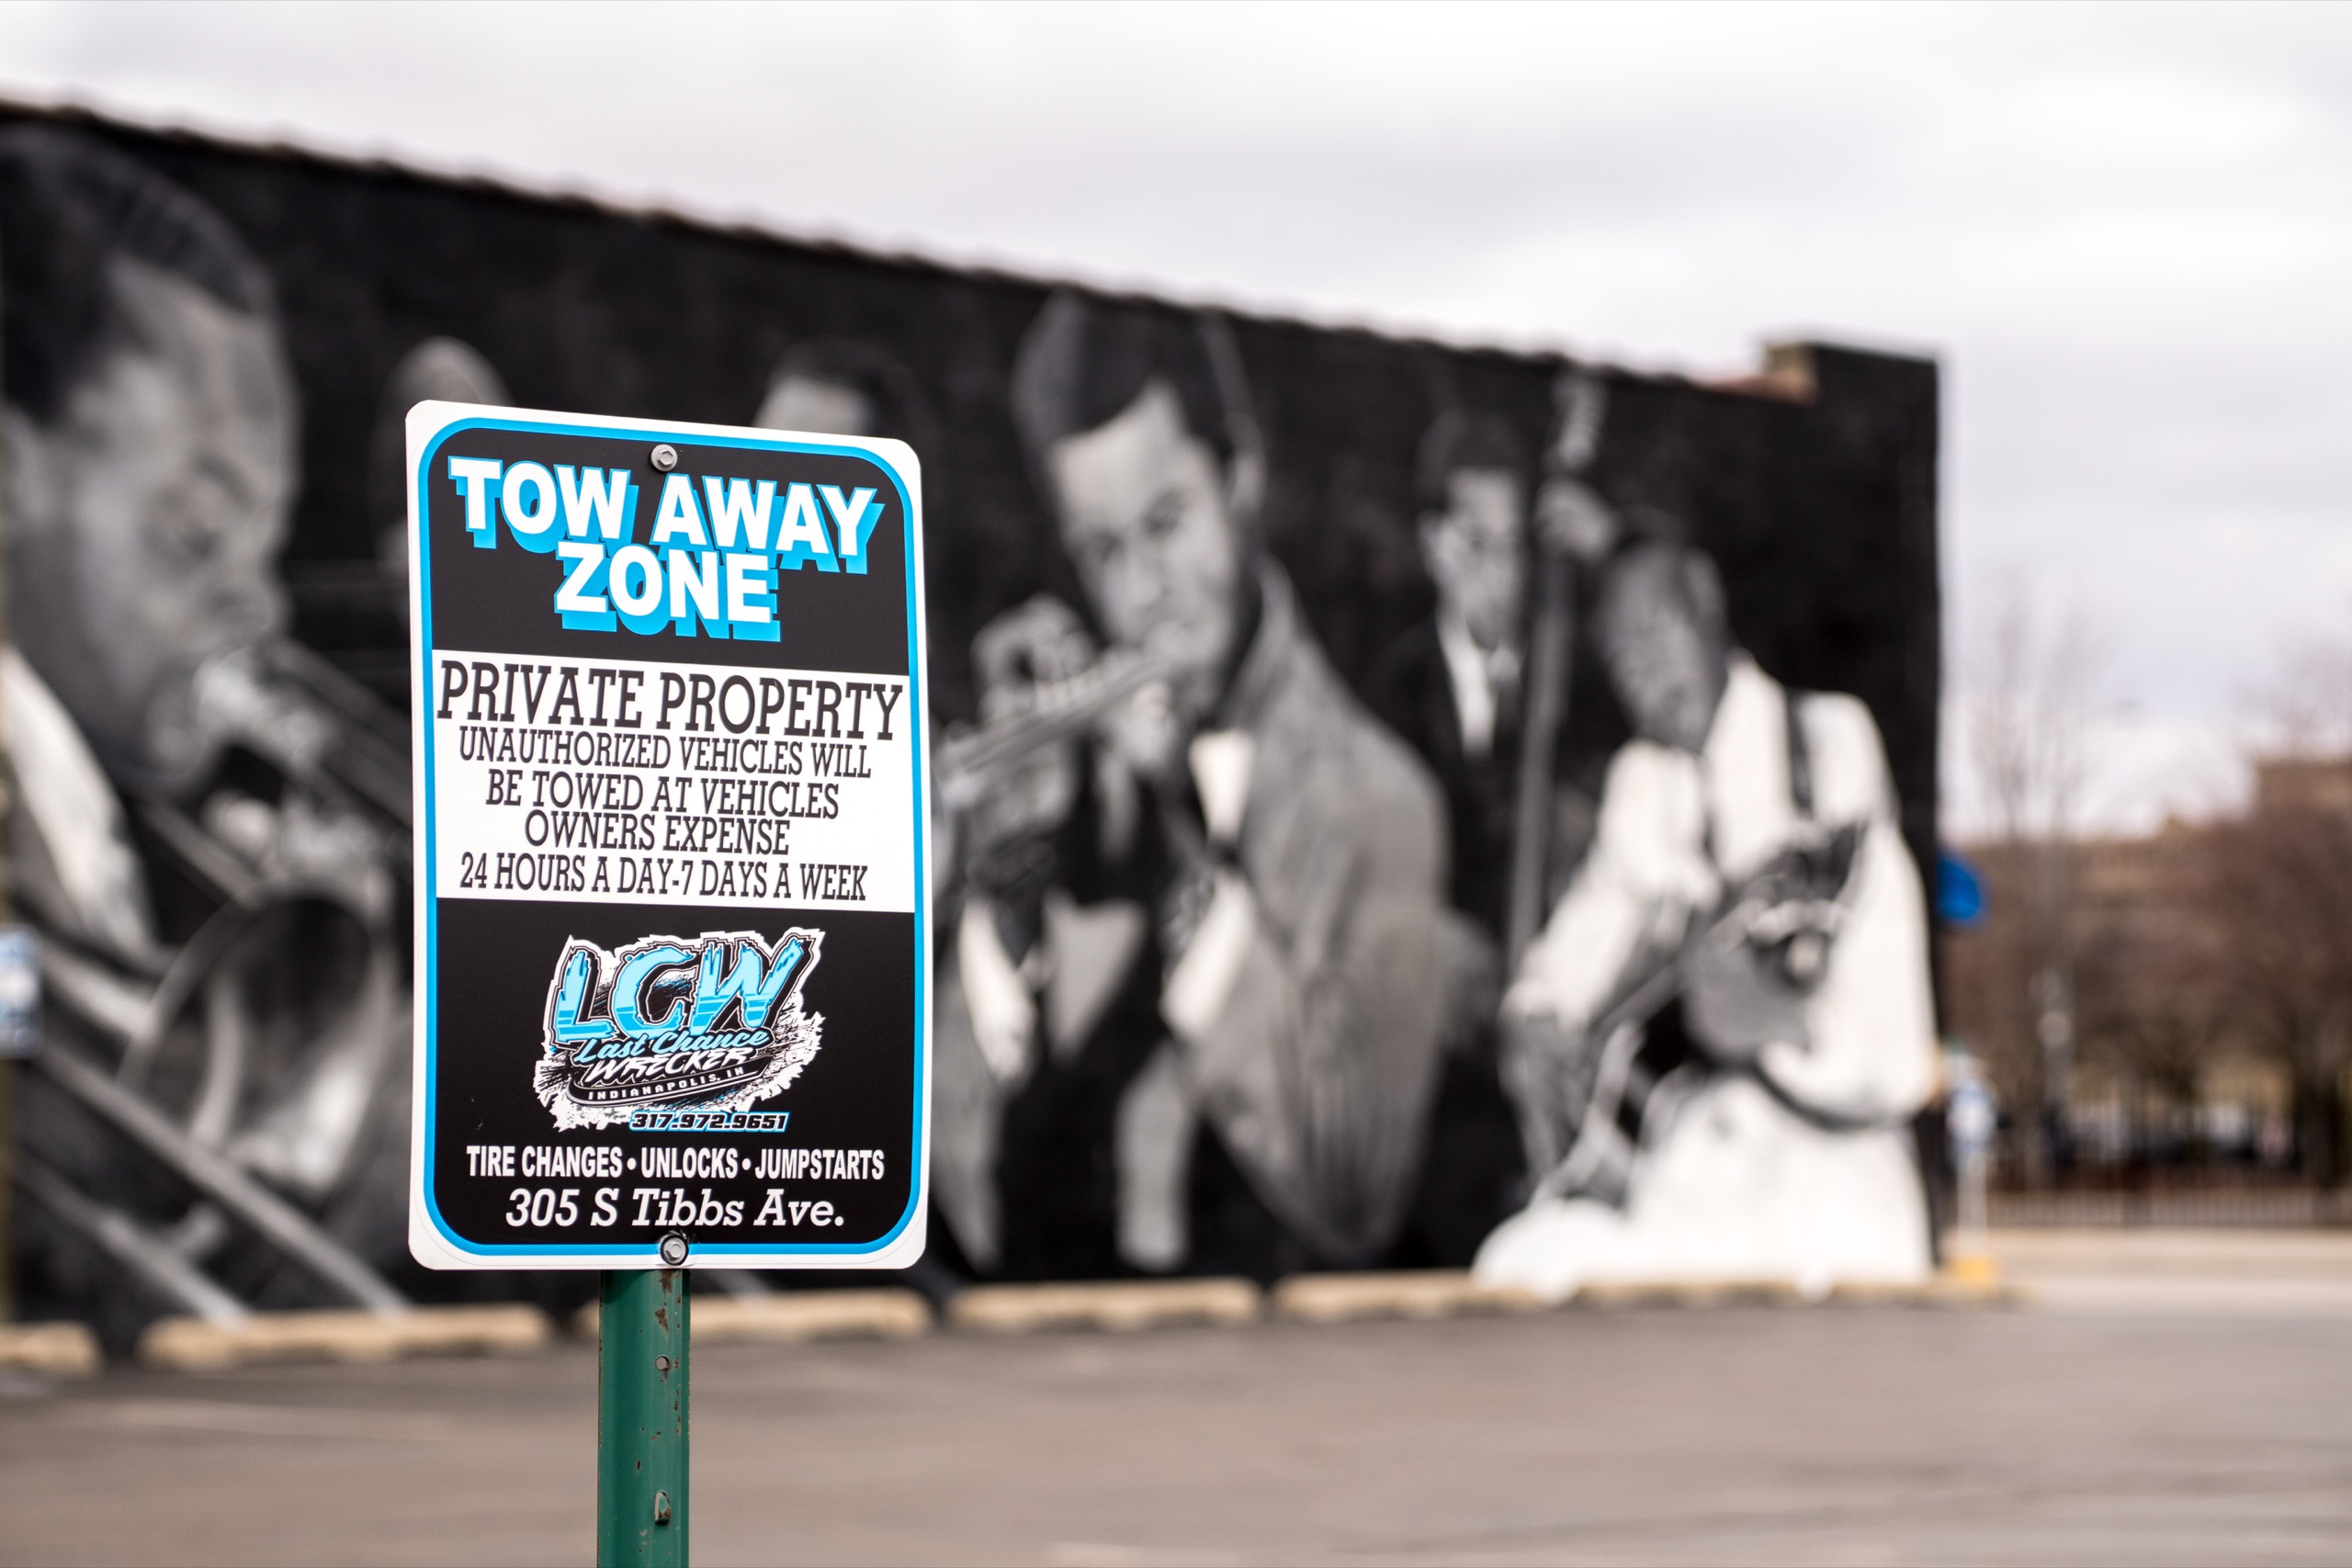 TOW AWAY
ZONE
PRIVATE PROPERTY
UNAUTHORIZED VEHICLES WILL
BE TOWED AT VEHICLES
OWNERS EXPENSE
24 HOURS A DAY-7 DAYS A WEEK
LCW
Last Chance
WRECKER
INDIANAPOLIS, IN
317.972.9651
TIRE CHANGES • UNLOCKS • JUMPSTARTS
305 S Tibbs Ave.